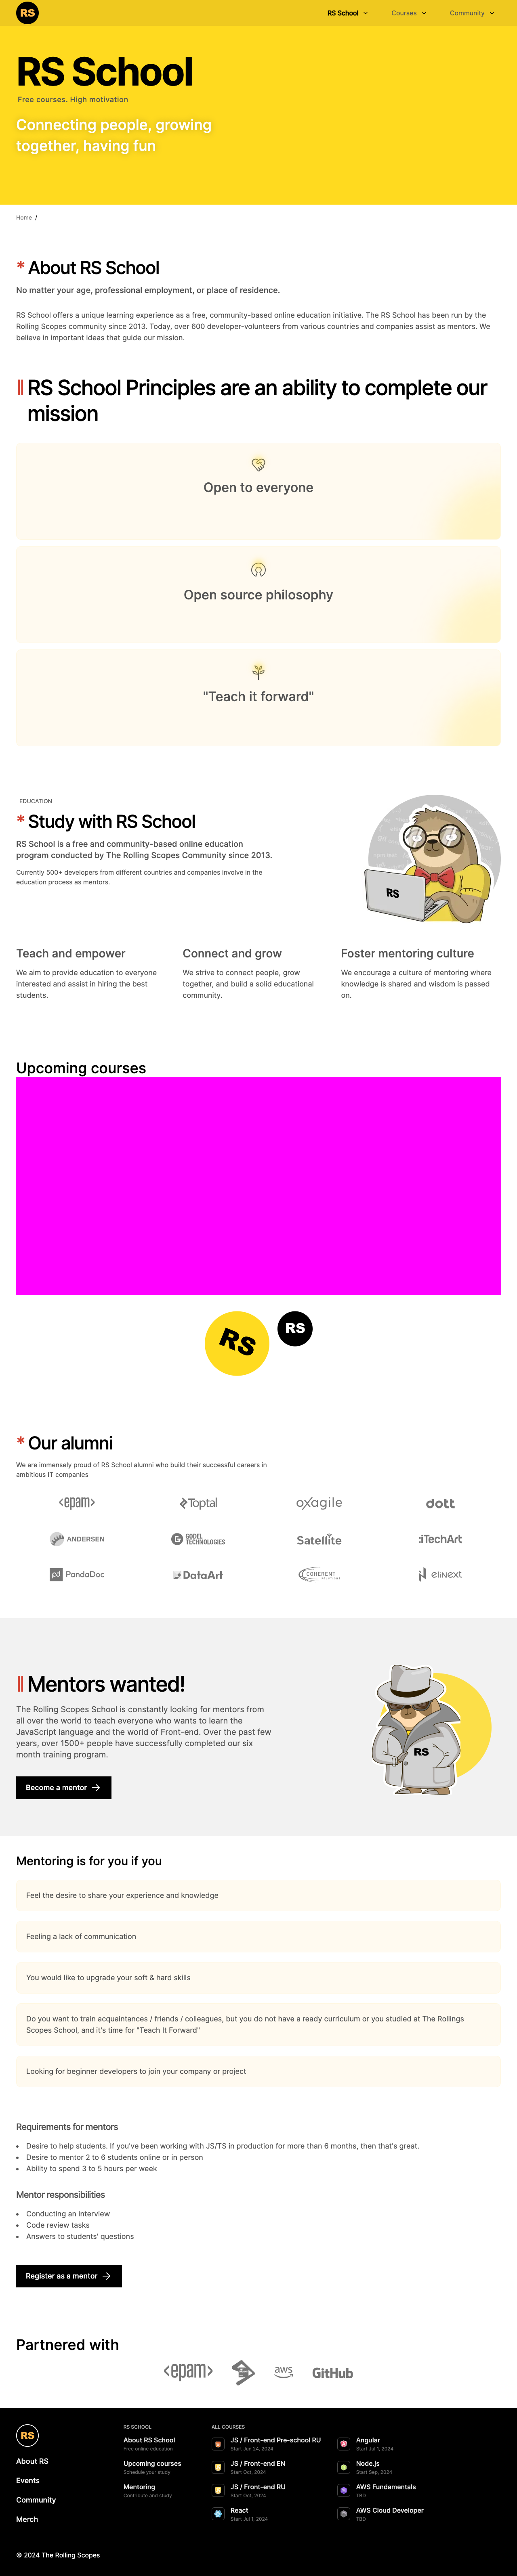 RS
RS School
Courses
Community
RS School
Free courses. High motivation
Connecting people, growing
together, having fun
Home /
* About RS School
No matter your age, professional employment, or place of residence.
RS School offers a unique learning experience as a free, community-based online education initiative. The RS School has been run by the
Rolling Scopes community since 2013. Today, over 600 developer-volunteers from various countries and companies assist as mentors. We
believe in important ideas that guide our mission.
RS School Principles are an ability to complete our
mission
Open to everyone
Open source philosophy
"Teach it forward"
EDUCATION
* Study with RS School
RS School is a free and community-based online education
program conducted by The Rolling Scopes Community since 2013.
Currently 500+ developers from different countries and companies involve in the
education process as mentors.
RS
Teach and empower
We aim to provide education to everyone
interested and assist in hiring the best
students.
Connect and grow
We strive to connect people, grow
together, and build a solid educational
community.
Foster mentoring culture
We encourage a culture of mentoring where
knowledge is shared and wisdom is passed
on.
Upcoming courses
RS
RS
* Our alumni
We are immensely proud of RS School alumni who build their successful careers in
ambitious IT companies
<epam>
Toptal
oxagile
dott
ANDERSEN
GODEL
TECHNOLOGIES
Satellite
:iTechArt
pd PandaDoc
DataArt
COHERENT
SOLUTIONS
elinext
Mentors wanted!
The Rolling Scopes School is constantly looking for mentors from
all over the world to teach everyone who wants to learn the
JavaScript language and the world of Front-end. Over the past few
years, over 1500+ people have successfully completed our six
month training program.
Become a mentor
RS
Mentoring is for you if you
Feel the desire to share your experience and knowledge
Feeling a lack of communication
You would like to upgrade your soft & hard skills
Do you want to train acquaintances / friends / colleagues, but you do not have a ready curriculum or you studied at The Rollings
Scopes School, and it's time for "Teach It Forward"
Looking for beginner developers to join your company or project
Requirements for mentors
• Desire to help students. If you've been working with JS/TS in production for more than 6 months, then that's great.
• Desire to mentor 2 to 6 students online or in person
• Ability to spend 3 to 5 hours per week
Mentor responsibilities
• Conducting an interview
• Code review tasks
• Answers to students' questions
Register as a mentor
Partnered with
<epam>
aws
GitHub
RS
About RS
Events
Community
Merch
RS SCHOOL
About RS School
Free online education
Upcoming courses
Schedule your study
Mentoring
Contribute and study
ALL COURSES
JS / Front-end Pre-school RU
Start Jun 24, 2024
JS / Front-end EN
Start Oct, 2024
JS / Front-end RU
Start Oct, 2024
React
Start Jul 1, 2024
Angular
Start Jul 1, 2024
Node.js
Start Sep, 2024
AWS Fundamentals
TBD
AWS Cloud Developer
TBD
© 2024 The Rolling Scopes